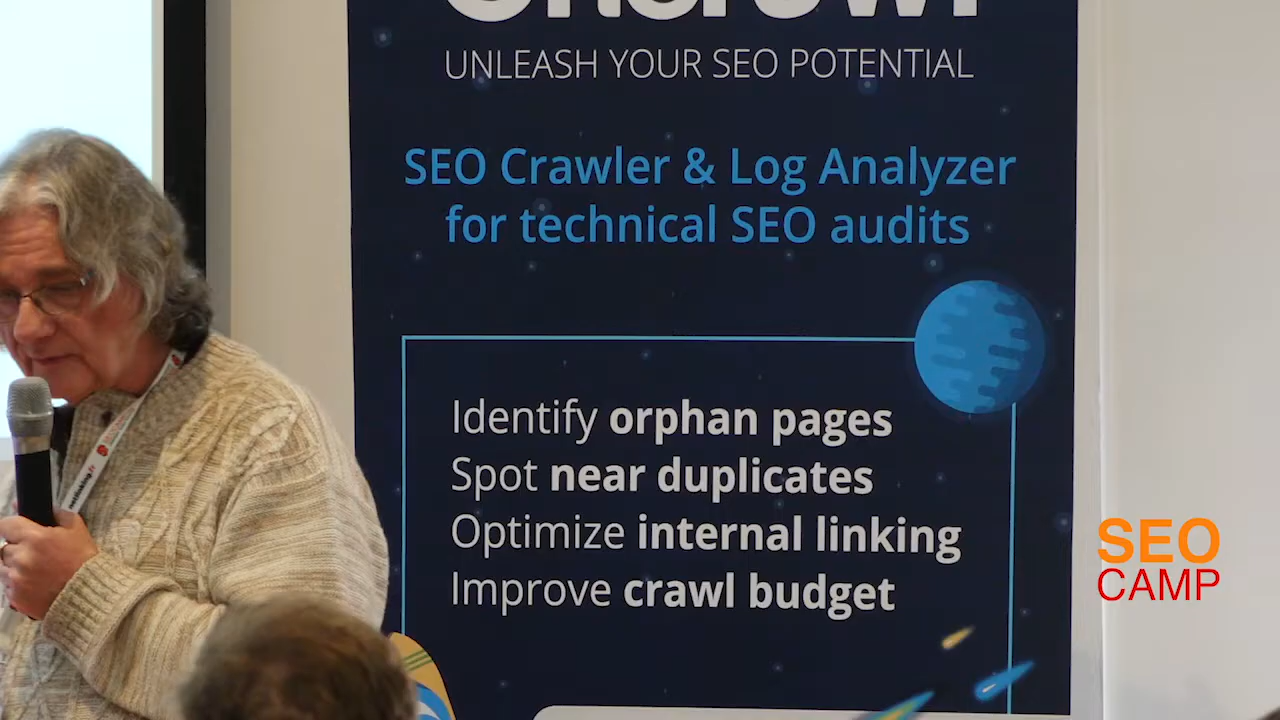 UNLEASH YOUR SEO POTENTIAL
SEO Crawler & Log Analyzer
for technical SEO audits
Identify orphan pages
Spot near duplicates
Optimize internal linking
Improve crawl budget
SEO
CAMP